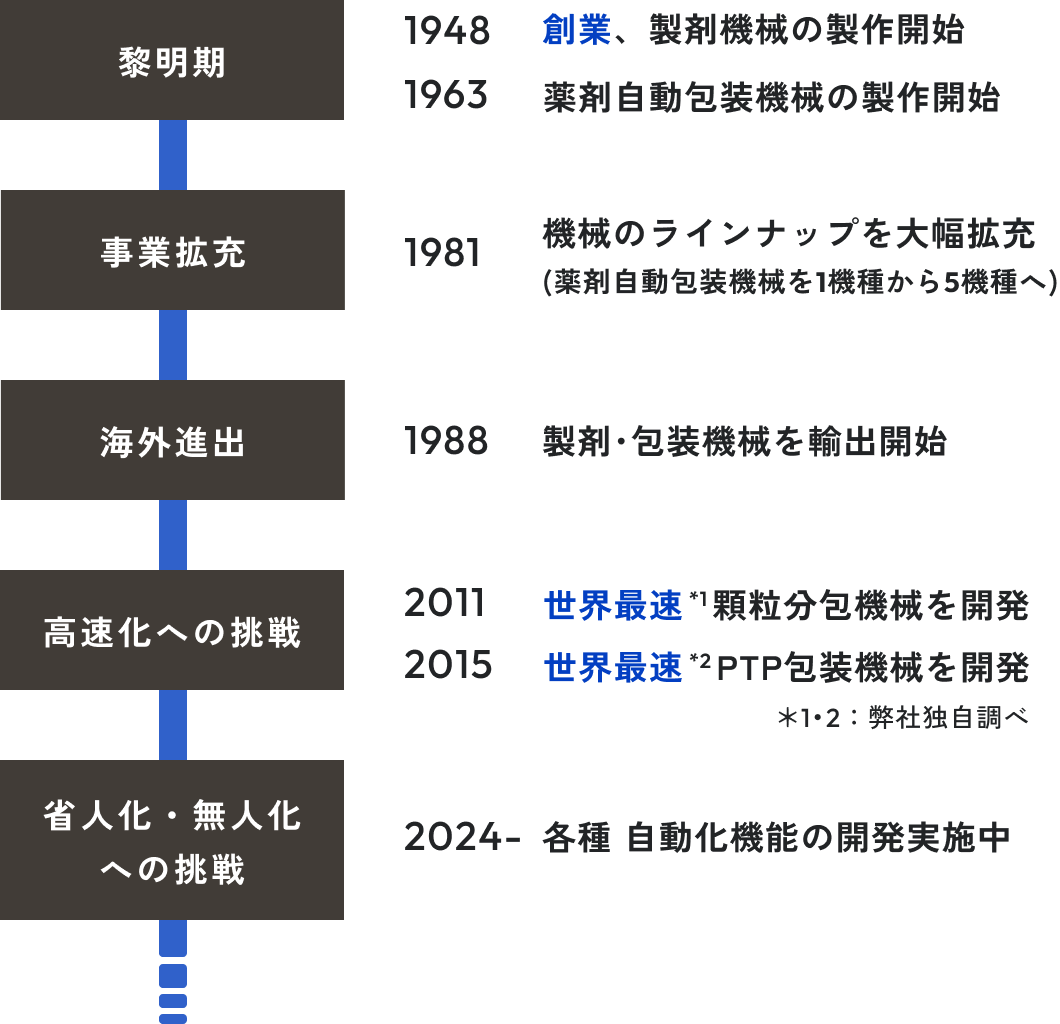 黎明期
1948 創業、製剤機械の製作開始
1963 薬剤自動包装機械の製作開始
事業拡充
1981 機械のラインナップを大幅拡充
(薬剤自動包装機械を1機種から5機種へ)
海外進出
1988 製剤・包装機械を輸出開始
高速化への挑戦
2011 世界最速*1顆粒分包機械を開発
2015 世界最速*2PTP包装機械を開発
＊1・2：弊社独自調べ
省人化・無人化
への挑戦
2024- 各種 自動化機能の開発実施中